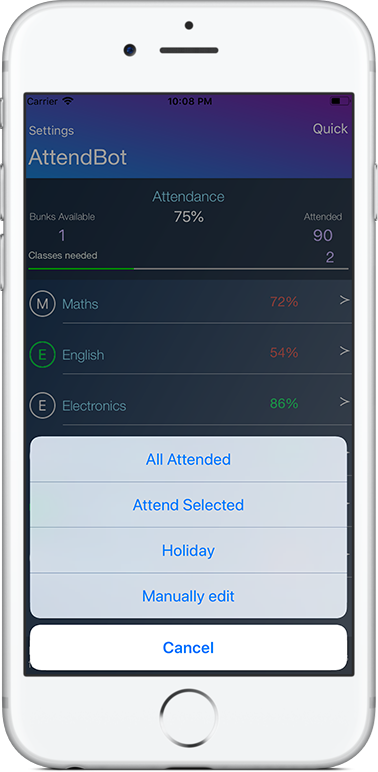 Carrier 10:08 PM
Settings Quick
AttendBot
Attendance
Bunks Available 75% Attended
1 90
Classes needed 2
M Maths 72% >
E English 54% >
E Electronics 86% >
All Attended
Attend Selected
Holiday
Manually edit
Cancel